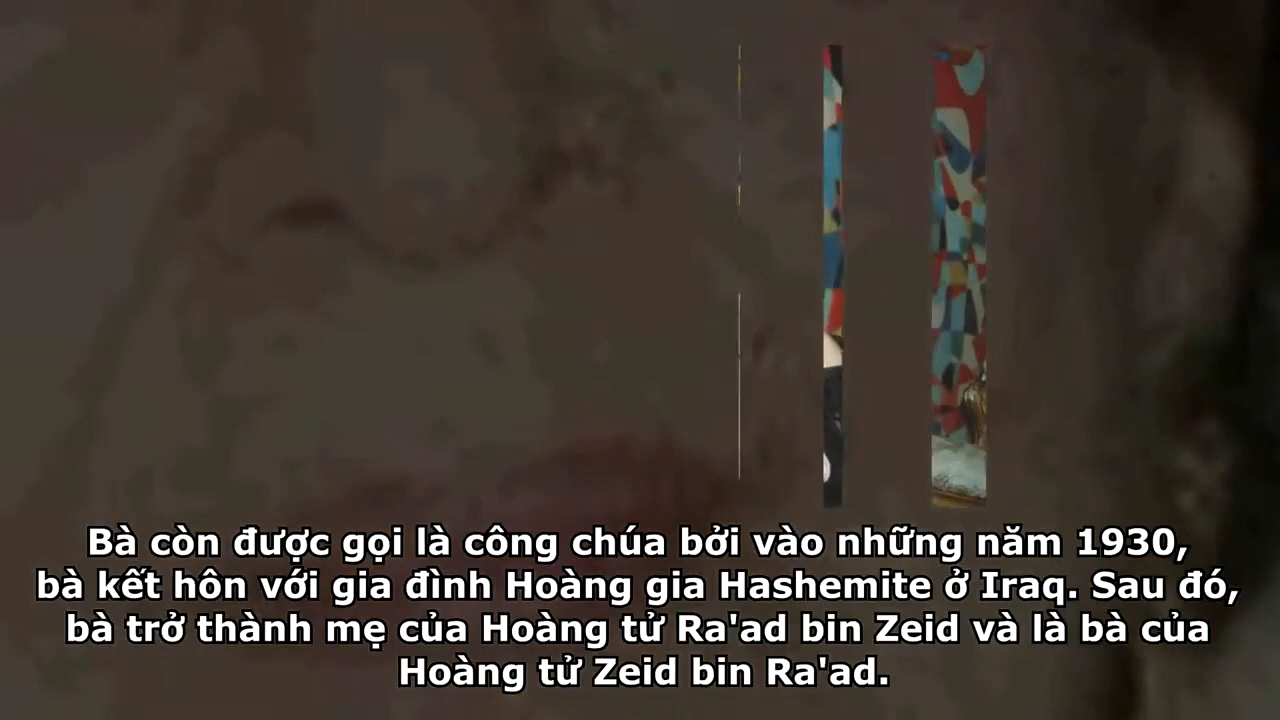 Bà còn được gọi là công chúa bởi vào những năm 1930,
bà kết hôn với gia đình Hoàng gia Hashemite ở Iraq. Sau đó,
bà trở thành mẹ của Hoàng tử Ra'ad bin Zeid và là bà của
Hoàng tử Zeid bin Ra'ad.